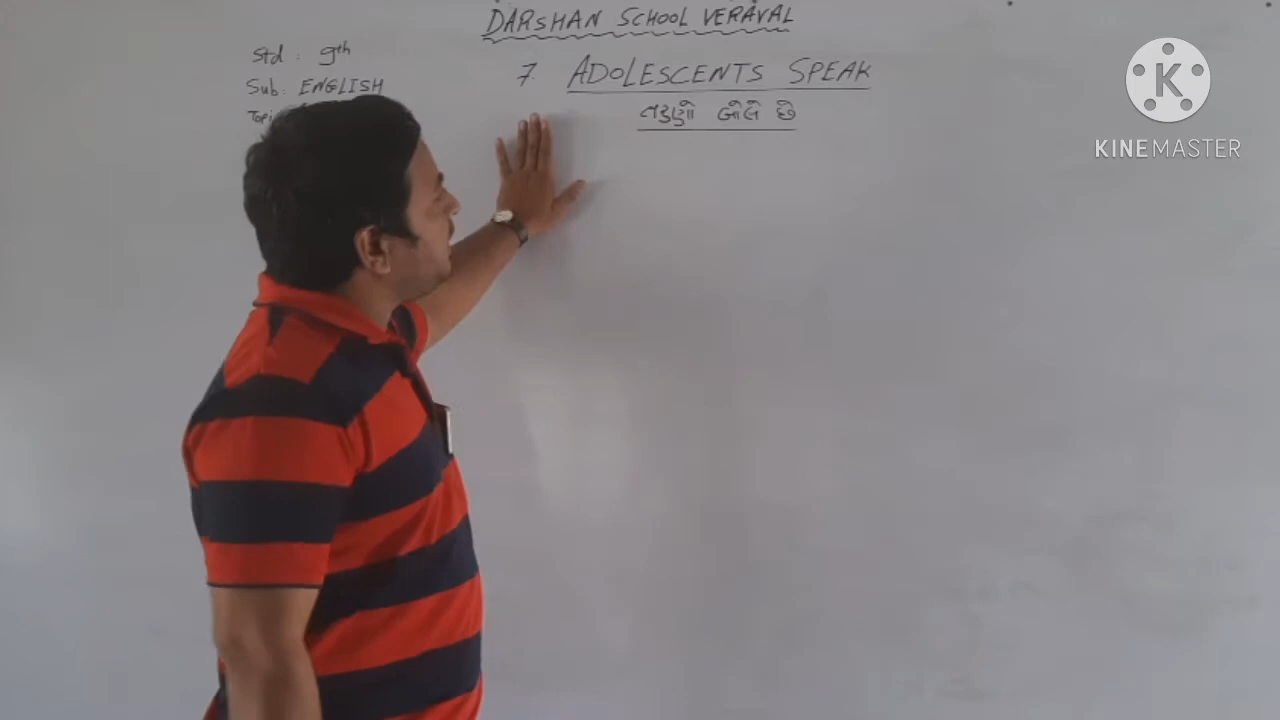 DARSHAN SCHOOL VERAVAL
Std : 9th
Sub : ENGLISH
7. ADOLESCENTS SPEAK
તરુણો બોલે છે
K
KINEMASTER